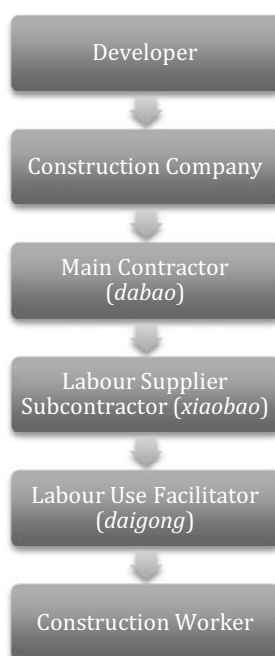 Developer
Construction Company
Main Contractor
(dabao)
Labour Supplier
Subcontractor (xiaobao)
Labour Use Facilitator
(daigong)
Construction Worker